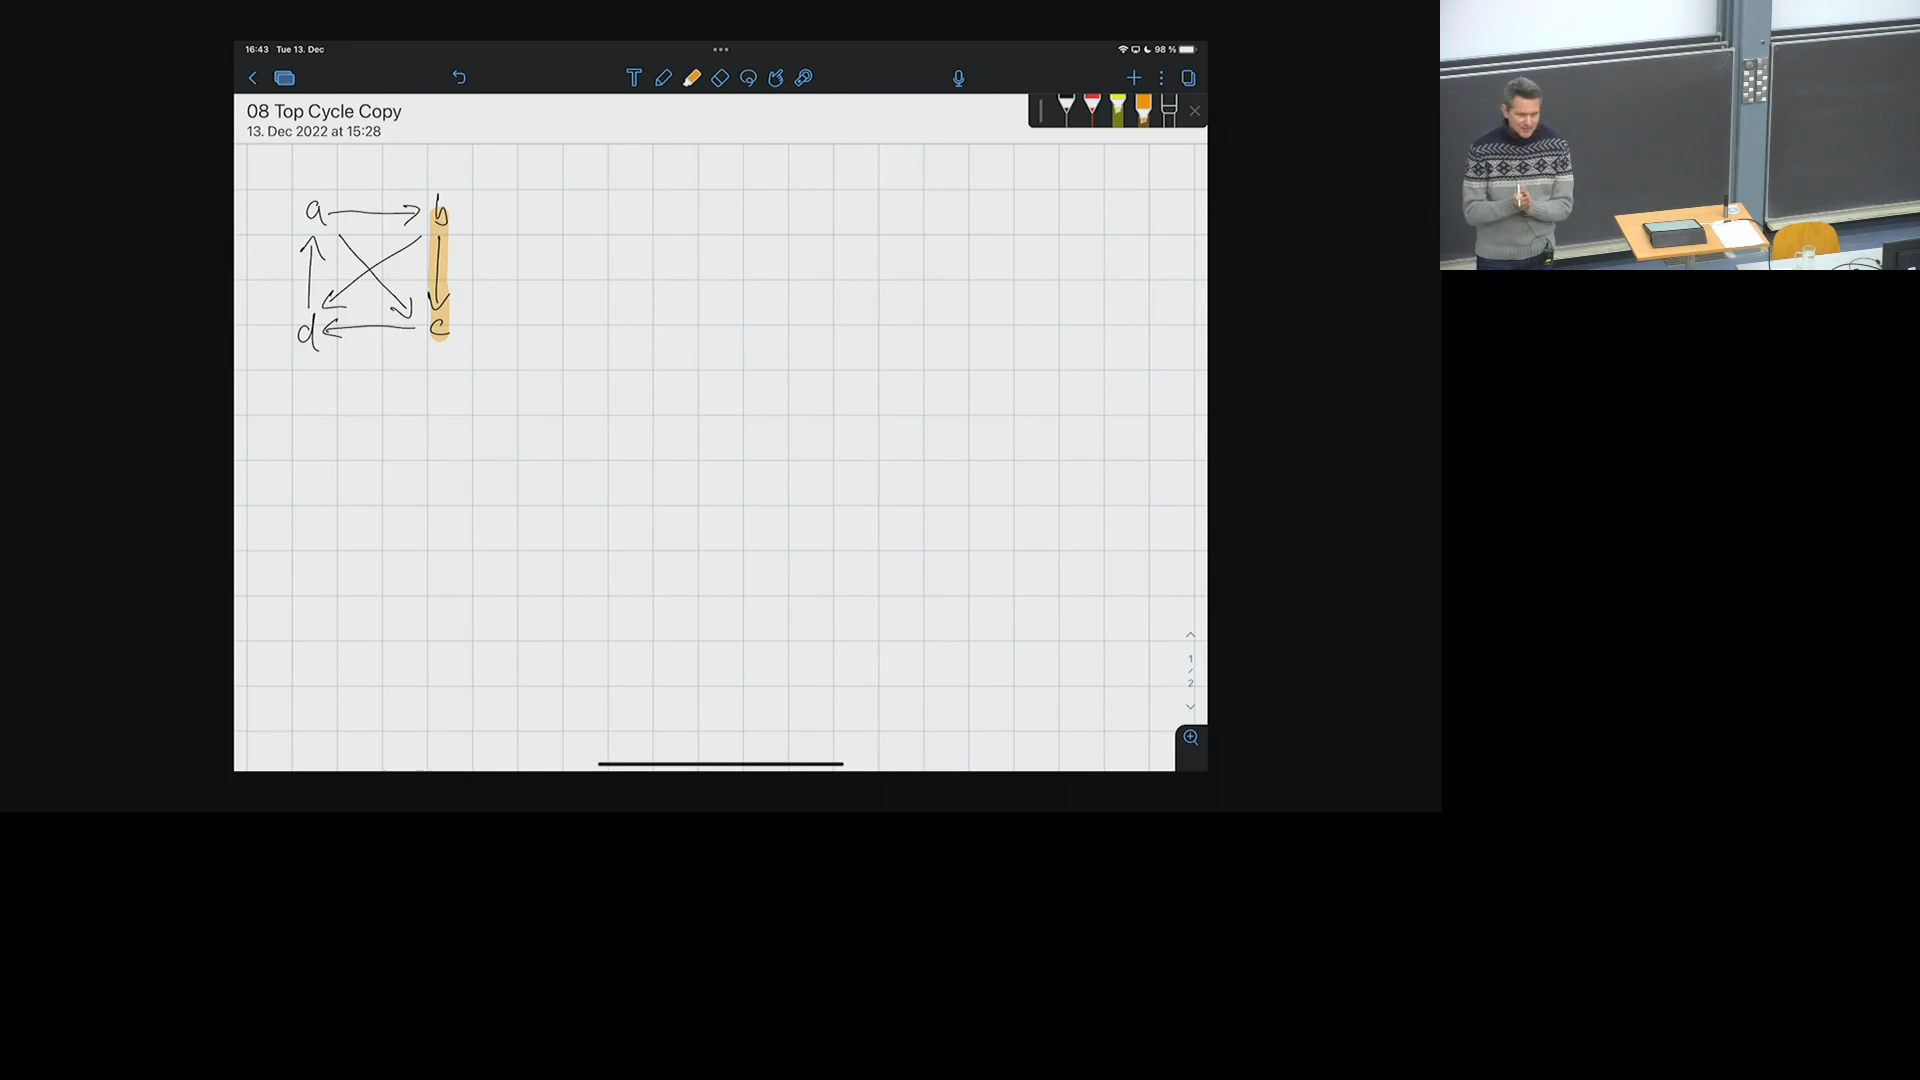 16:43 Tue 13. Dec 98 %
T
08 Top Cycle Copy
13. Dec 2022 at 15:28
a b
d c
1
2